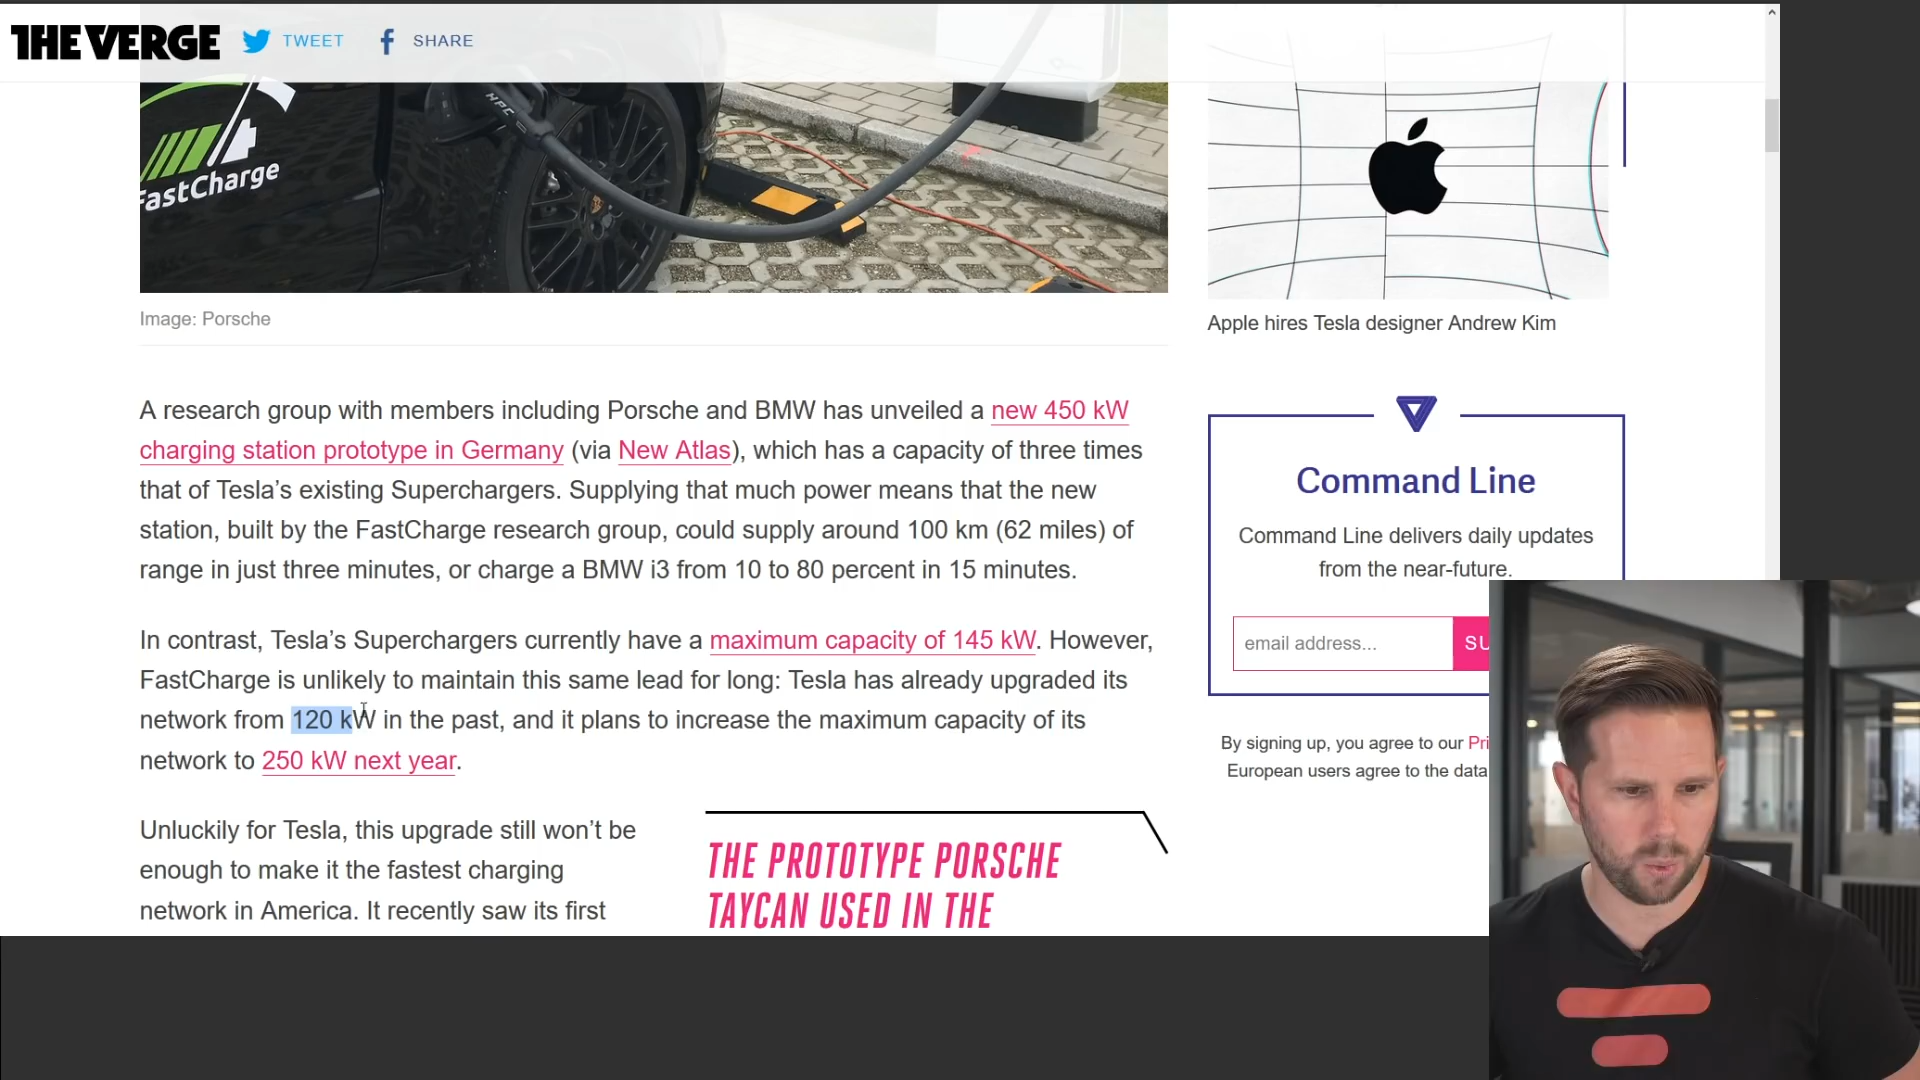 THE VERGE
TWEET
SHARE
HPC
FastCharge
Image: Porsche
A research group with members including Porsche and BMW has unveiled a new 450 kW
charging station prototype in Germany (via New Atlas), which has a capacity of three times
that of Tesla’s existing Superchargers. Supplying that much power means that the new
station, built by the FastCharge research group, could supply around 100 km (62 miles) of
range in just three minutes, or charge a BMW i3 from 10 to 80 percent in 15 minutes.
In contrast, Tesla’s Superchargers currently have a maximum capacity of 145 kW. However,
FastCharge is unlikely to maintain this same lead for long: Tesla has already upgraded its
network from 120 kW in the past, and it plans to increase the maximum capacity of its
network to 250 kW next year.
Unluckily for Tesla, this upgrade still won’t be
enough to make it the fastest charging
network in America. It recently saw its first
THE PROTOTYPE PORSCHE
TAYCAN USED IN THE
Apple hires Tesla designer Andrew Kim
Command Line
Command Line delivers daily updates
from the near-future.
email address...
SU
By signing up, you agree to our Pri
European users agree to the data